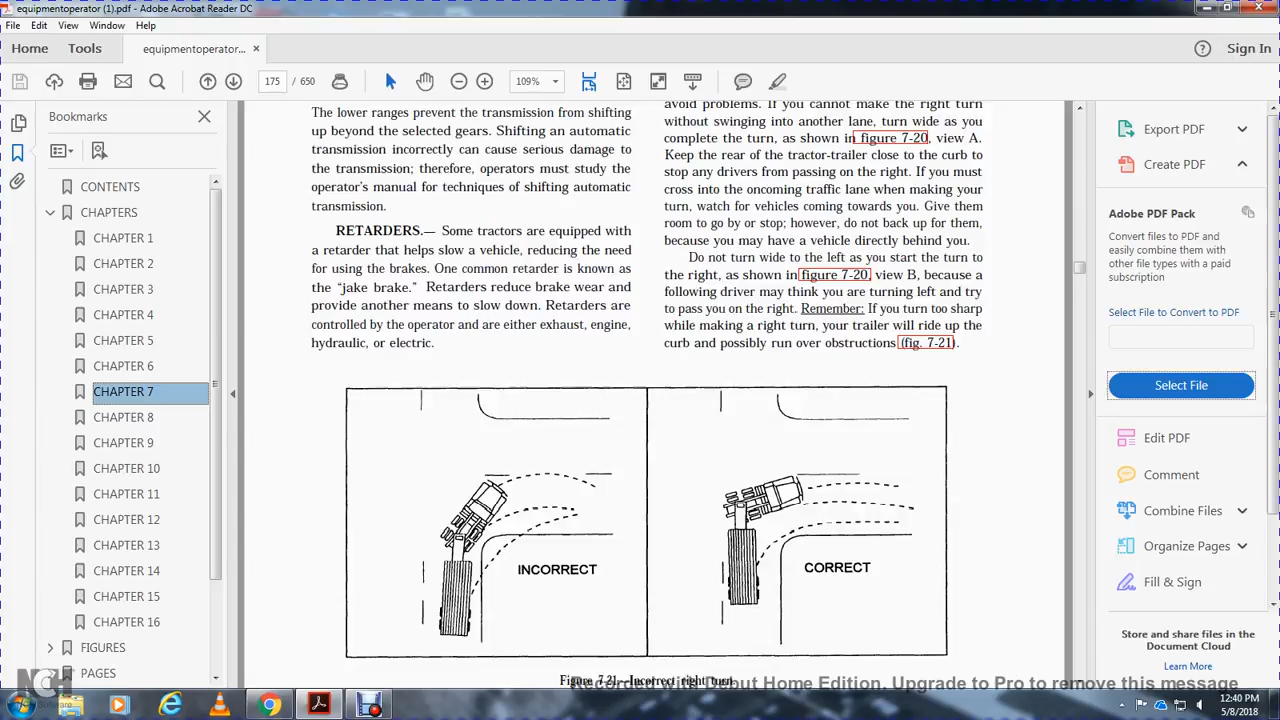 equipmentoperator (1).pdf - Adobe Acrobat Reader DC
File Edit View Window Help
Home Tools equipmentoperator... × Sign In
175 / 650 109%
Bookmarks
CONTENTS
CHAPTERS
CHAPTER 1
CHAPTER 2
CHAPTER 3
CHAPTER 4
CHAPTER 5
CHAPTER 6
CHAPTER 7
CHAPTER 8
CHAPTER 9
CHAPTER 10
CHAPTER 11
CHAPTER 12
CHAPTER 13
CHAPTER 14
CHAPTER 15
CHAPTER 16
FIGURES
PAGES
The lower ranges prevent the transmission from shifting
up beyond the selected gears. Shifting an automatic
transmission incorrectly can cause serious damage to
the transmission; therefore, operators must study the
operator's manual for techniques of shifting automatic
transmission.
RETARDERS.— Some tractors are equipped with
a retarder that helps slow a vehicle, reducing the need
for using the brakes. One common retarder is known as
the “jake brake.” Retarders reduce brake wear and
provide another means to slow down. Retarders are
controlled by the operator and are either exhaust, engine,
hydraulic, or electric.
avoid problems. If you cannot make the right turn
without swinging into another lane, turn wide as you
complete the turn, as shown in figure 7-20, view A.
Keep the rear of the tractor-trailer close to the curb to
stop any drivers from passing on the right. If you must
cross into the oncoming traffic lane when making your
turn, watch for vehicles coming towards you. Give them
room to go by or stop; however, do not back up for them,
because you may have a vehicle directly behind you.
Do not turn wide to the left as you start the turn to
the right, as shown in figure 7-20, view B, because a
following driver may think you are turning left and try
to pass you on the right. Remember: If you turn too sharp
while making a right turn, your trailer will ride up the
curb and possibly run over obstructions (fig. 7-21).
INCORRECT
CORRECT
Figure 7-21.—Incorrect right turn.
Export PDF
Create PDF
Adobe PDF Pack
Convert files to PDF and
easily combine them with
other file types with a paid
subscription
Select File to Convert to PDF
Select File
Edit PDF
Comment
Combine Files
Organize Pages
Fill & Sign
Store and share files in the
Document Cloud
Learn More
NCH
Software
Recorded with Debut Home Edition. Upgrade to Pro to remove this message
12:40 PM
5/8/2018